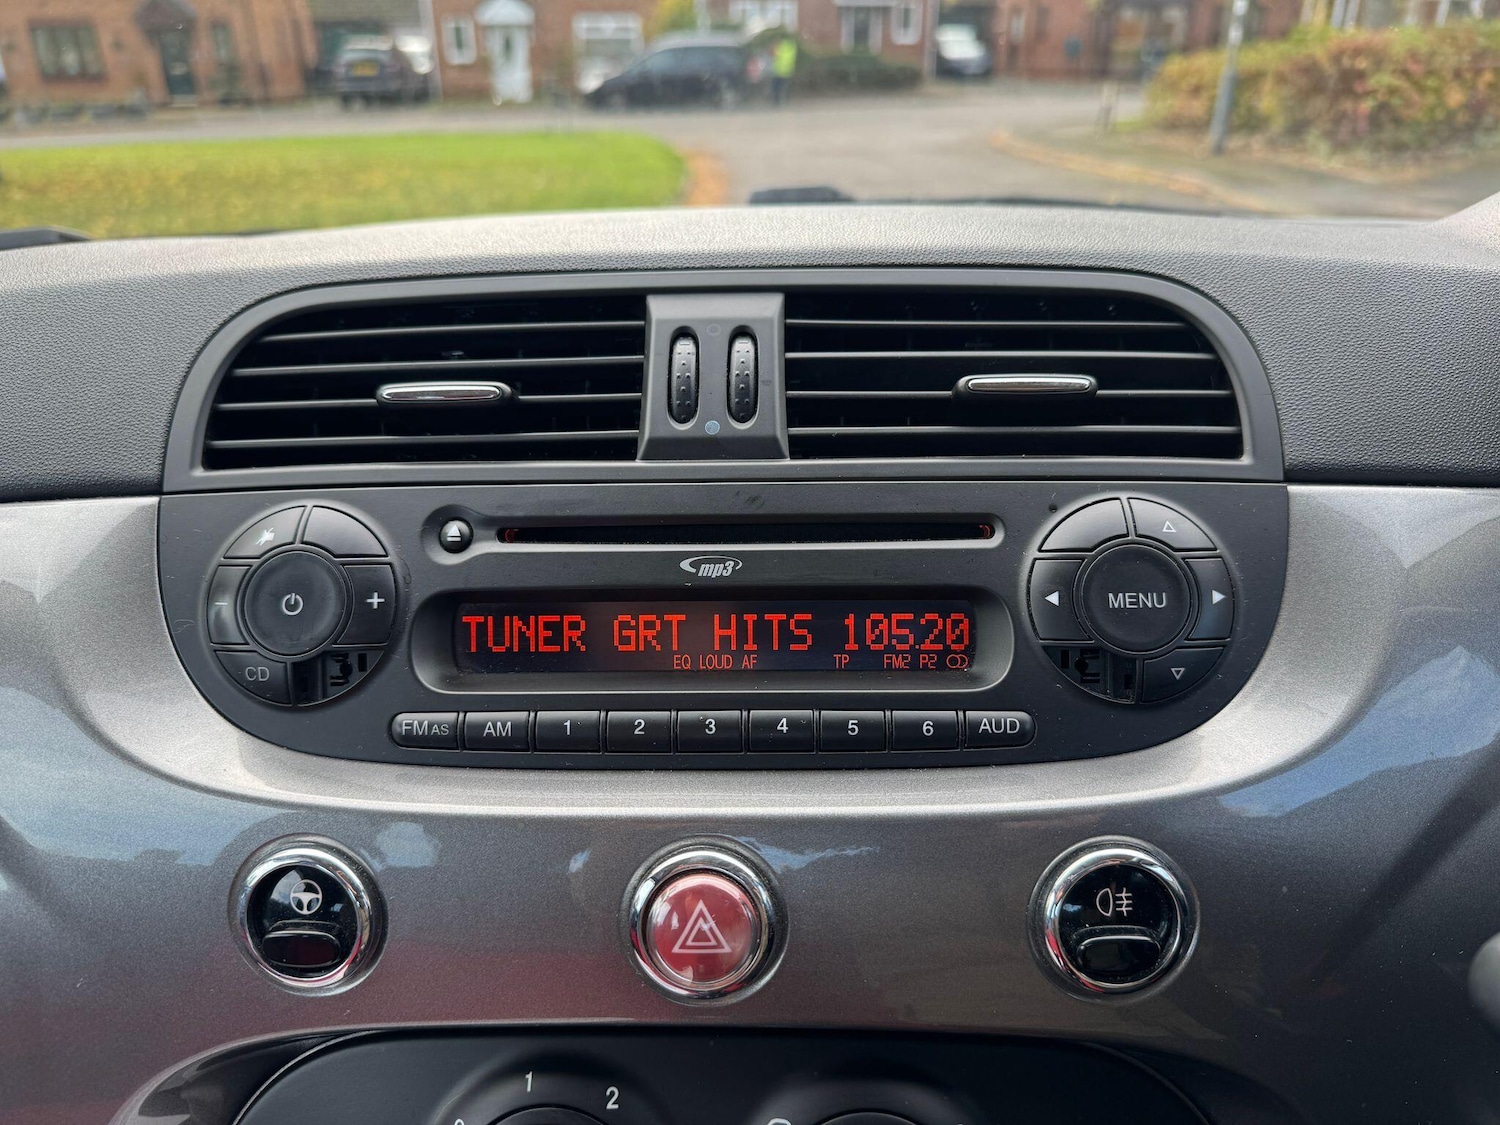 mp3
TUNER GRT HITS 105.20
EQ LOUD AF TP FM2 P2
MENU
CD
FM AS AM 1 2 3 4 5 6 AUD
1 2